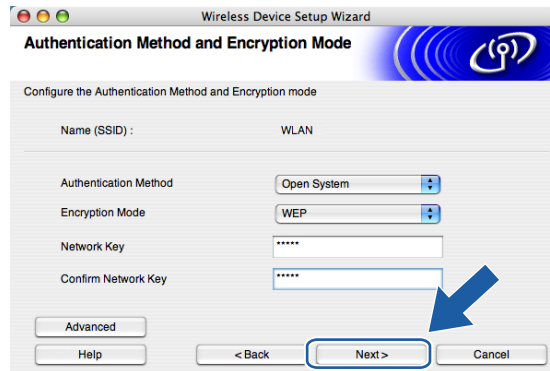 Wireless Device Setup Wizard
Authentication Method and Encryption Mode
Configure the Authentication Method and Encryption mode
Name (SSID) : WLAN
Authentication Method Open System
Encryption Mode WEP
Network Key *****
Confirm Network Key *****
Advanced
Help < Back Next > Cancel